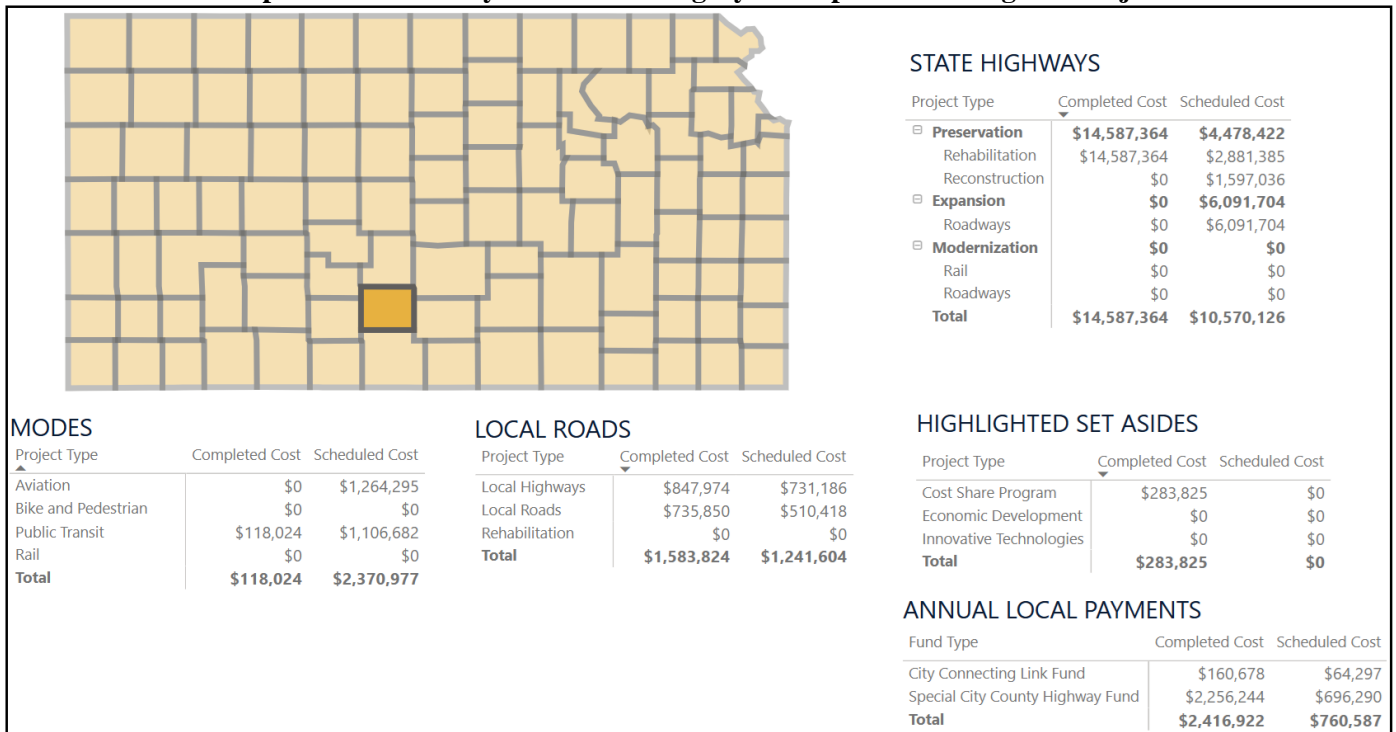 STATE HIGHWAYS
Project Type Completed Cost Scheduled Cost
Preservation $14,587,364 $4,478,422
Rehabilitation $14,587,364 $2,881,385
Reconstruction $0 $1,597,036
Expansion $0 $6,091,704
Roadways $0 $6,091,704
Modernization $0 $0
Rail $0 $0
Roadways $0 $0
Total $14,587,364 $10,570,126
MODES
Project Type Completed Cost Scheduled Cost
Aviation $0 $1,264,295
Bike and Pedestrian $0 $0
Public Transit $118,024 $1,106,682
Rail $0 $0
Total $118,024 $2,370,977
LOCAL ROADS
Project Type Completed Cost Scheduled Cost
Local Highways $847,974 $731,186
Local Roads $735,850 $510,418
Rehabilitation $0 $0
Total $1,583,824 $1,241,604
HIGHLIGHTED SET ASIDES
Project Type Completed Cost Scheduled Cost
Cost Share Program $283,825 $0
Economic Development $0 $0
Innovative Technologies $0 $0
Total $283,825 $0
ANNUAL LOCAL PAYMENTS
Fund Type Completed Cost Scheduled Cost
City Connecting Link Fund $160,678 $64,297
Special City County Highway Fund $2,256,244 $696,290
Total $2,416,922 $760,587